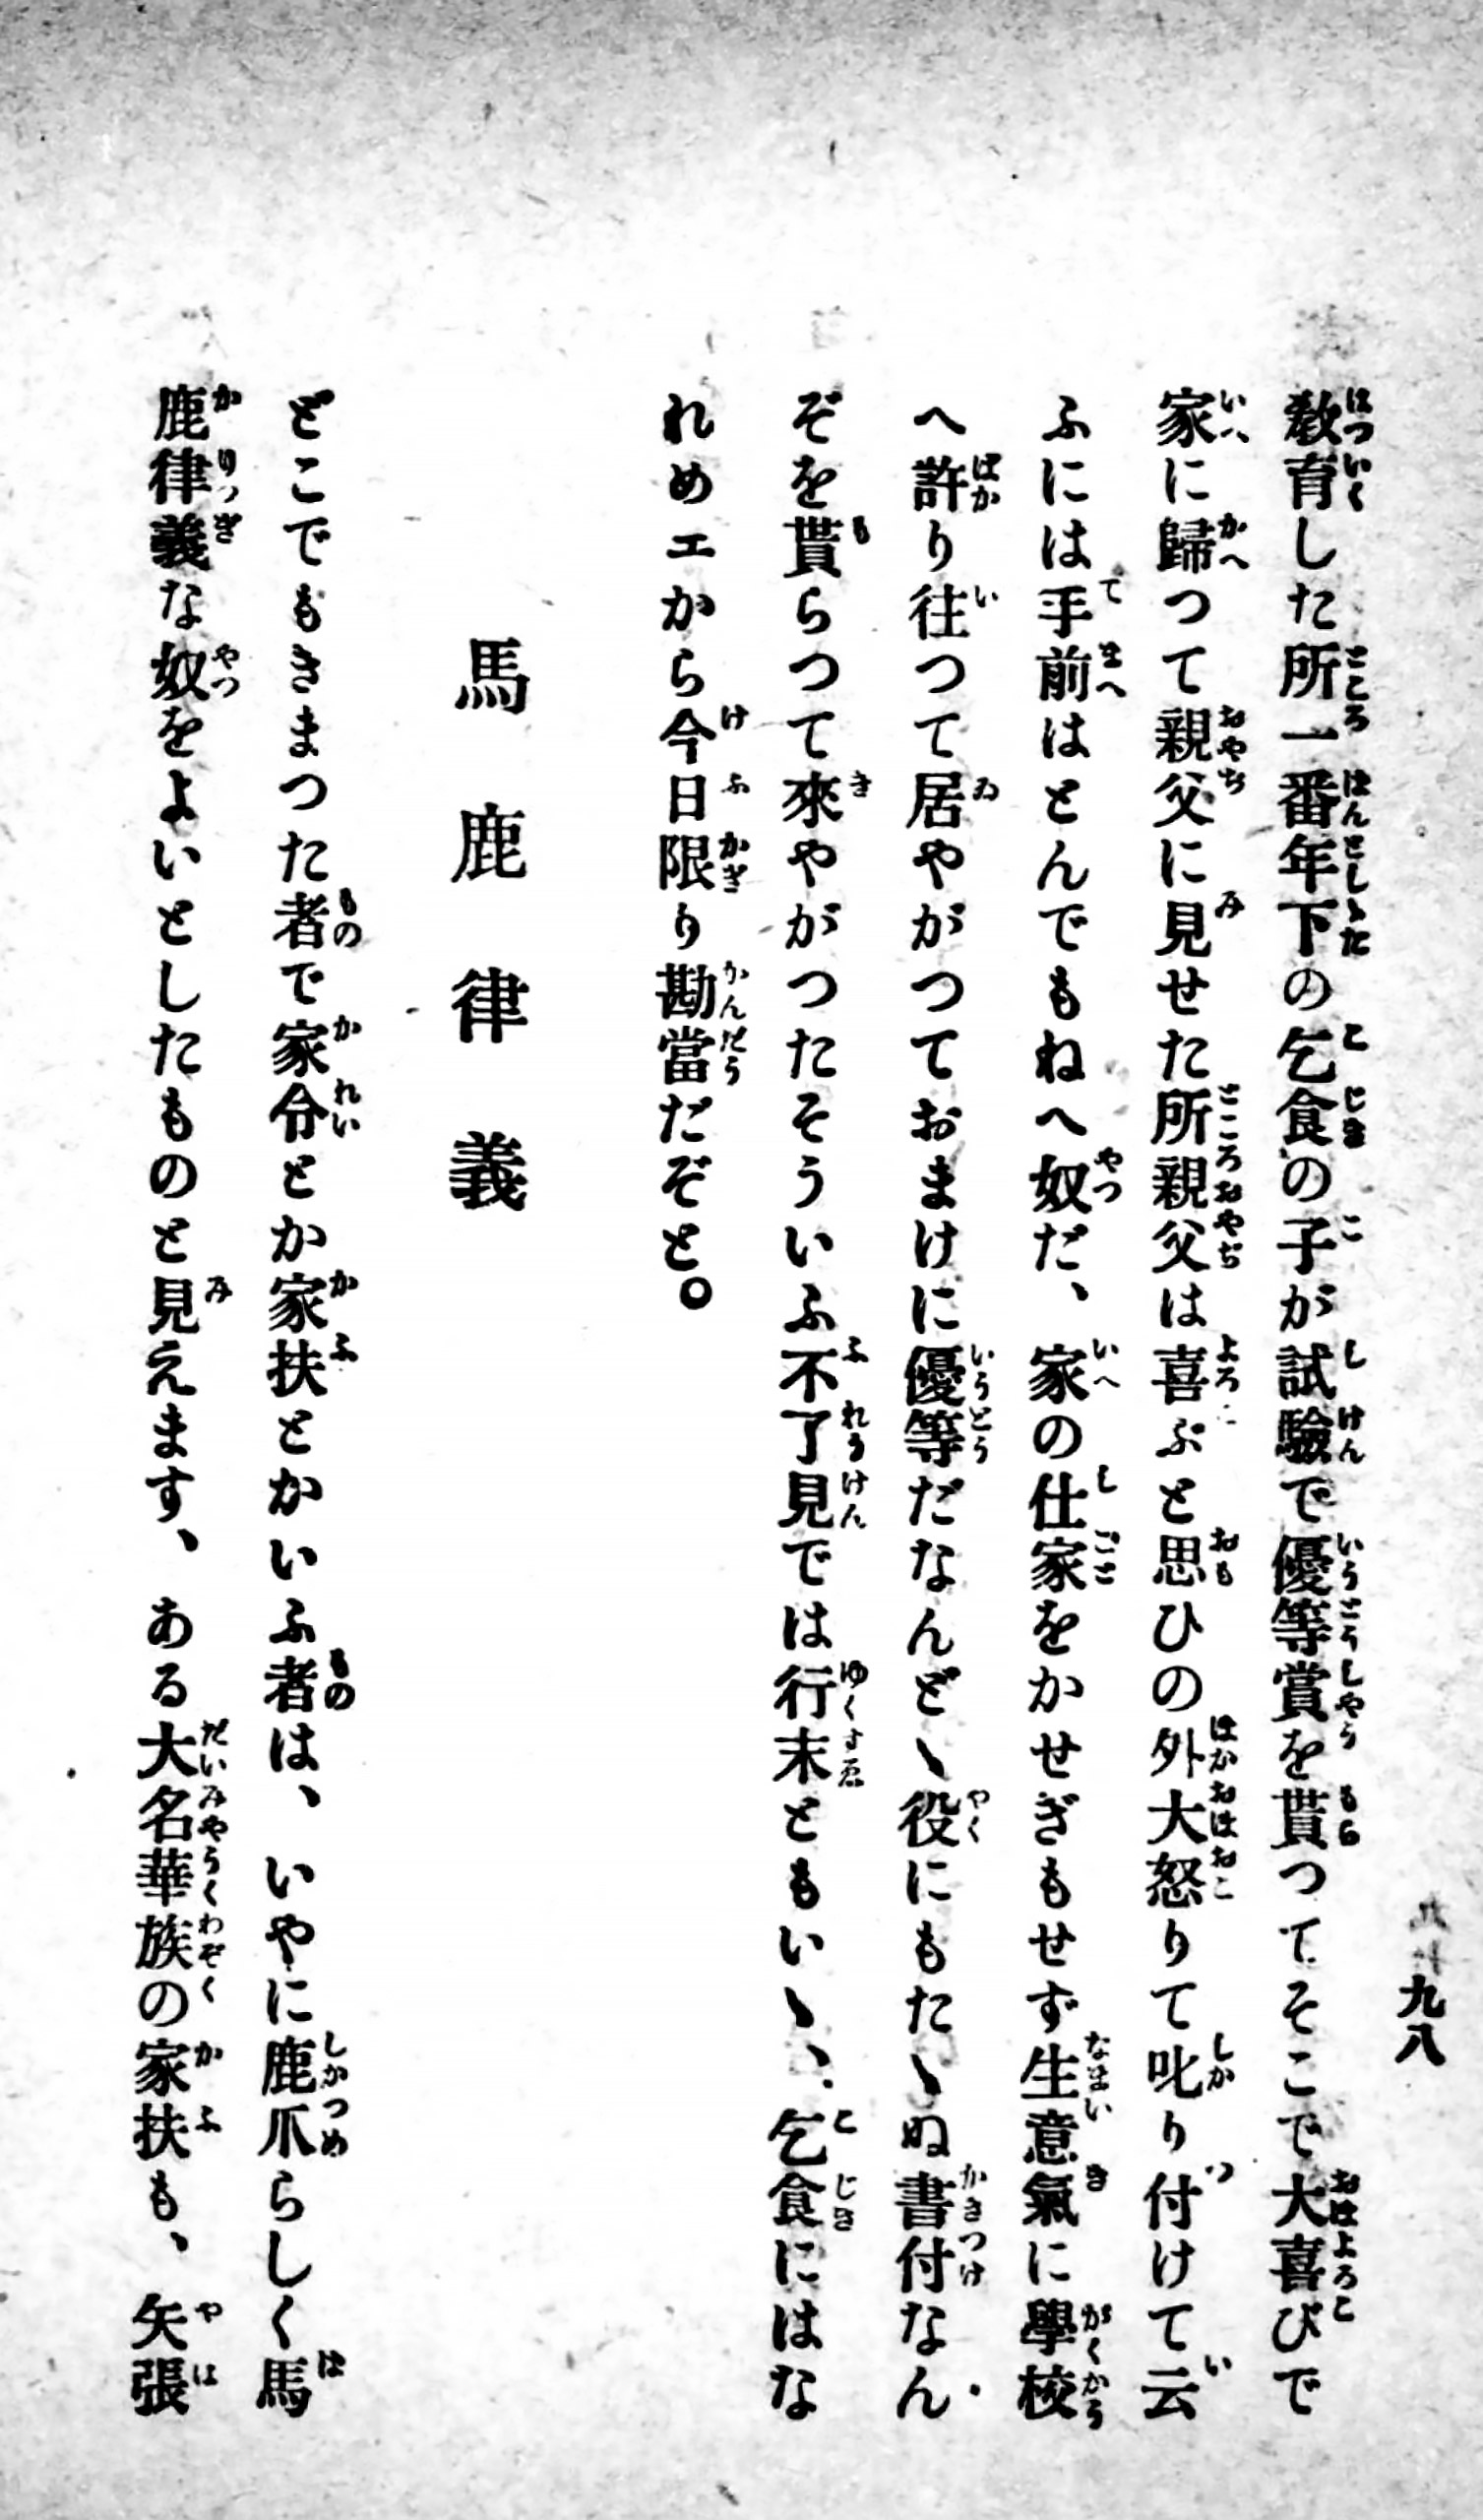 九八
教育した所一番年下の乞食の子が試驗で優等賞を貰つてそこで大喜びで
家に歸つて親父に見せた所親父は喜ぶと思ひの外大怒りて叱り付けて云
ふには手前はとんでもねへ奴だ、家の仕家をかせぎもせず生意氣に學校
へ許り往つて居やがつておまけに優等だなんどヽ役にもたヽぬ書付なん
ぞを貰らつて來やがつたそういふ不了見では行末ともいヽ、乞食にはな
れめエから今日限り勘當だぞと。
馬鹿律義
どこでもきまつた者で家令とか家扶とかいふ者は、いやに鹿爪らしく馬
鹿律義な奴をよいとしたものと見えます、ある大名華族の家扶も、矢張